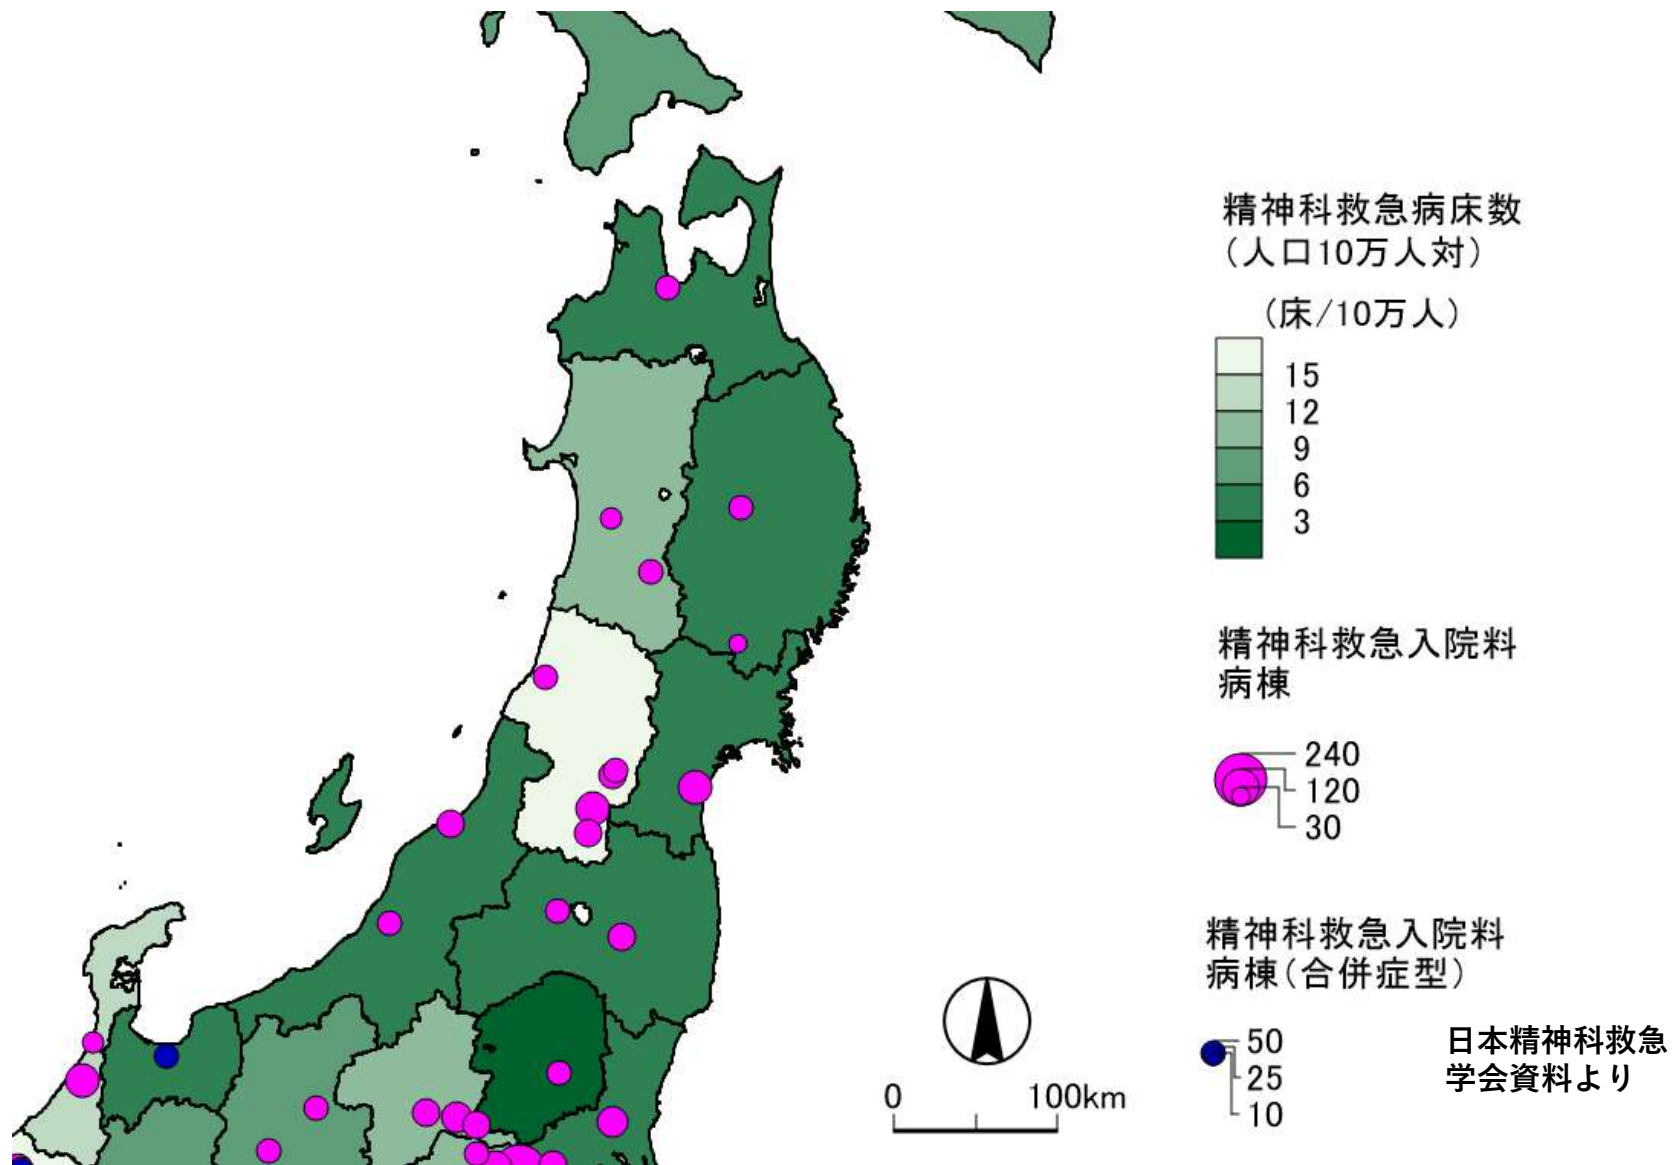 精神科救急病床数
(人口10万人対)
(床/10万人)
15
12
9
6
3
精神科救急入院料
病棟
240
120
30
精神科救急入院料
病棟(合併症型)
50
25
10
日本精神科救急
学会資料より
0 100km